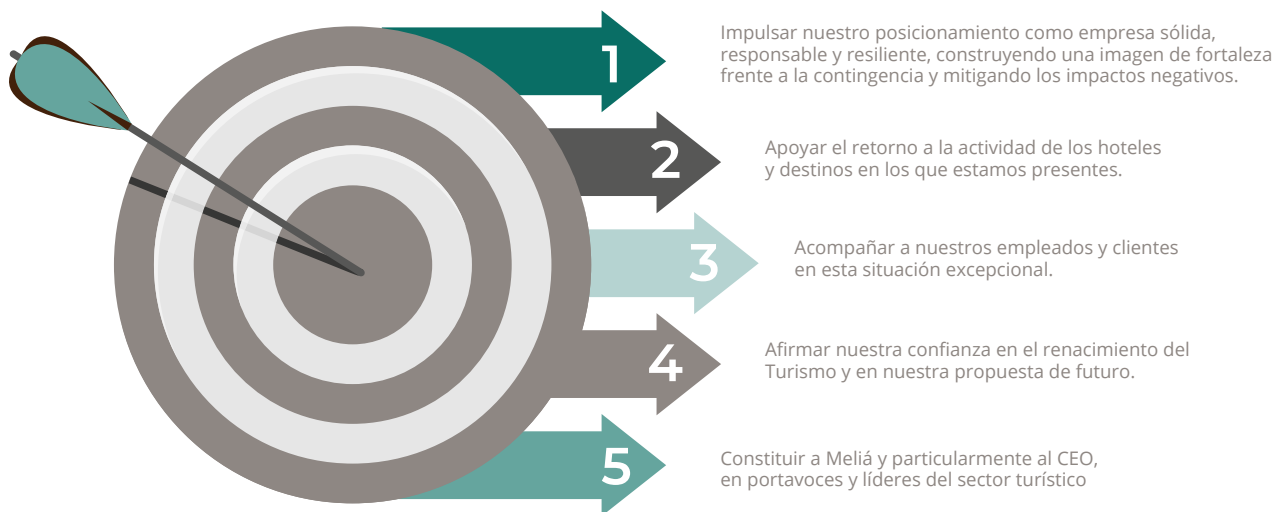 1
Impulsar nuestro posicionamiento como empresa sólida,
responsable y resiliente, construyendo una imagen de fortaleza
frente a la contingencia y mitigando los impactos negativos.
2
Apoyar el retorno a la actividad de los hoteles
y destinos en los que estamos presentes.
3
Acompañar a nuestros empleados y clientes
en esta situación excepcional.
4
Afirmar nuestra confianza en el renacimiento del
Turismo y en nuestra propuesta de futuro.
5
Constituir a Meliá y particularmente al CEO,
en portavoces y líderes del sector turístico